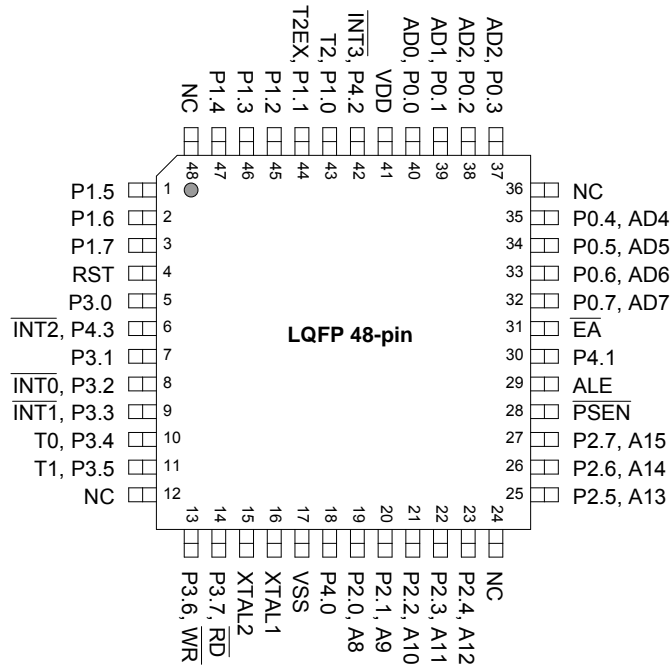 NC
P1.4
P1.3
P1.2
T2EX, P1.1
T2, P1.0
INT3, P4.2
VDD
AD0, P0.0
AD1, P0.1
AD2, P0.2
AD2, P0.3
48 47 46 45 44 43 42 41 40 39 38 37
P1.5 1
P1.6 2
P1.7 3
RST 4
P3.0 5
INT2, P4.3 6
P3.1 7
INT0, P3.2 8
INT1, P3.3 9
T0, P3.4 10
T1, P3.5 11
NC 12
LQFP 48-pin
36 NC
35 P0.4, AD4
34 P0.5, AD5
33 P0.6, AD6
32 P0.7, AD7
31 EA
30 P4.1
29 ALE
28 PSEN
27 P2.7, A15
26 P2.6, A14
25 P2.5, A13
13 14 15 16 17 18 19 20 21 22 23 24
P3.6, WR
P3.7, RD
XTAL2
XTAL1
VSS
P4.0
P2.0, A8
P2.1, A9
P2.2, A10
P2.3, A11
P2.4, A12
NC